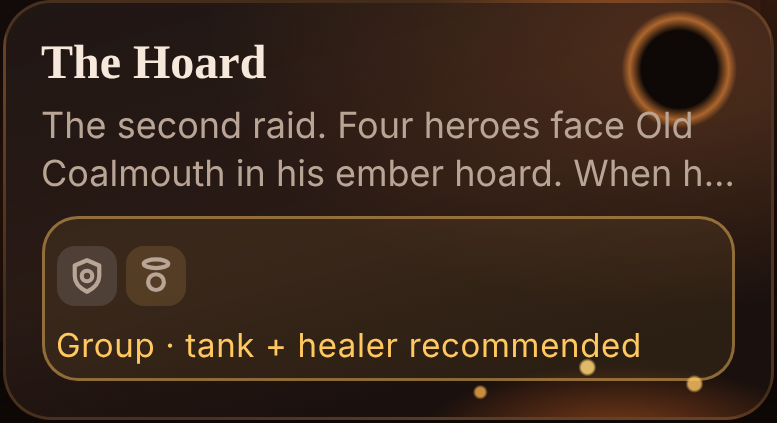 The Hoard
The second raid. Four heroes face Old
Coalmouth in his ember hoard. When h...
Group · tank + healer recommended